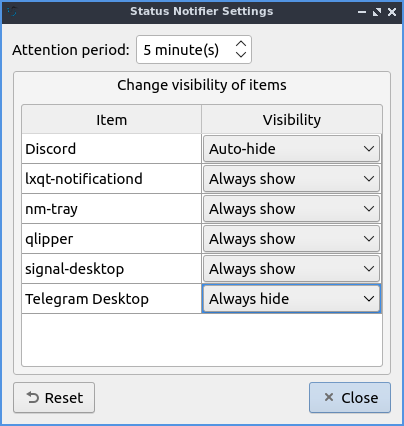 Status Notifier Settings
Attention period: 5 minute(s)
Change visibility of items
Item Visibility
Discord Auto-hide
lxqt-notificationd Always show
nm-tray Always show
qlipper Always show
signal-desktop Always show
Telegram Desktop Always hide
Reset Close